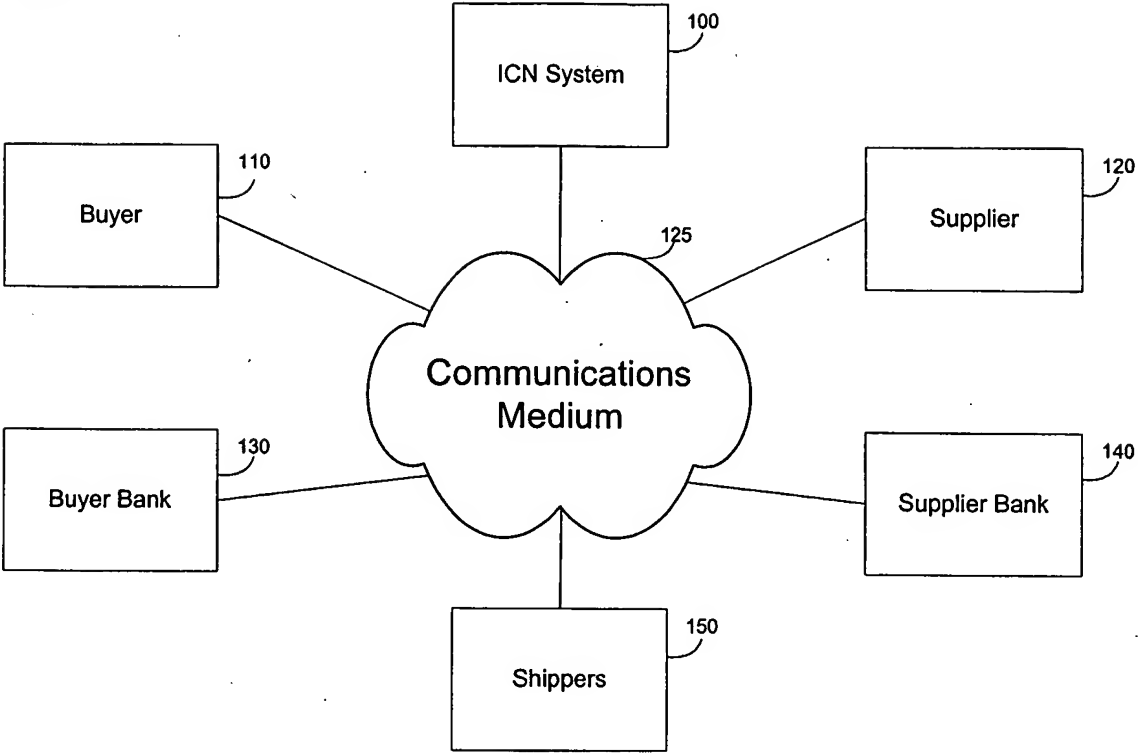 100
ICN System
110
Buyer
120
Supplier
125
Communications
Medium
130
Buyer Bank
140
Supplier Bank
150
Shippers